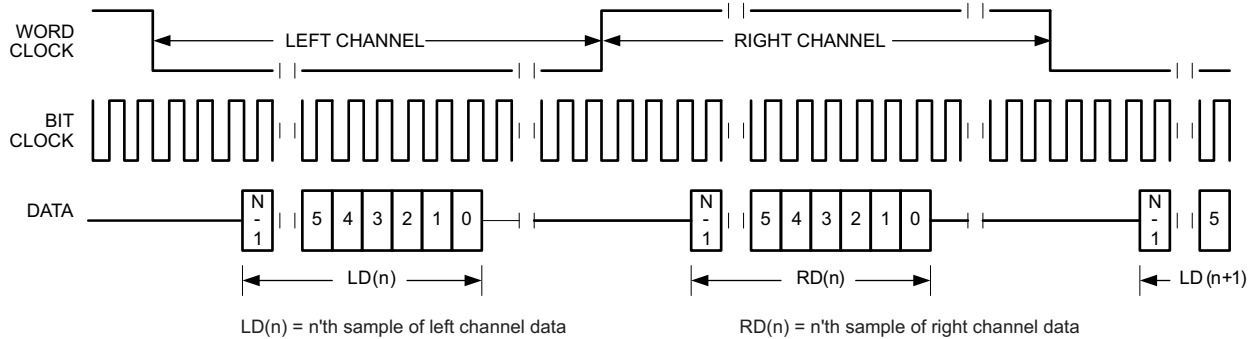 WORD
CLOCK
LEFT CHANNEL
RIGHT CHANNEL
BIT
CLOCK
DATA
N
-
1
5 4 3 2 1 0
N
-
1
5 4 3 2 1 0
N
-
1
5
LD(n)
RD(n)
LD (n+1)
LD(n) = n'th sample of left channel data
RD(n) = n'th sample of right channel data